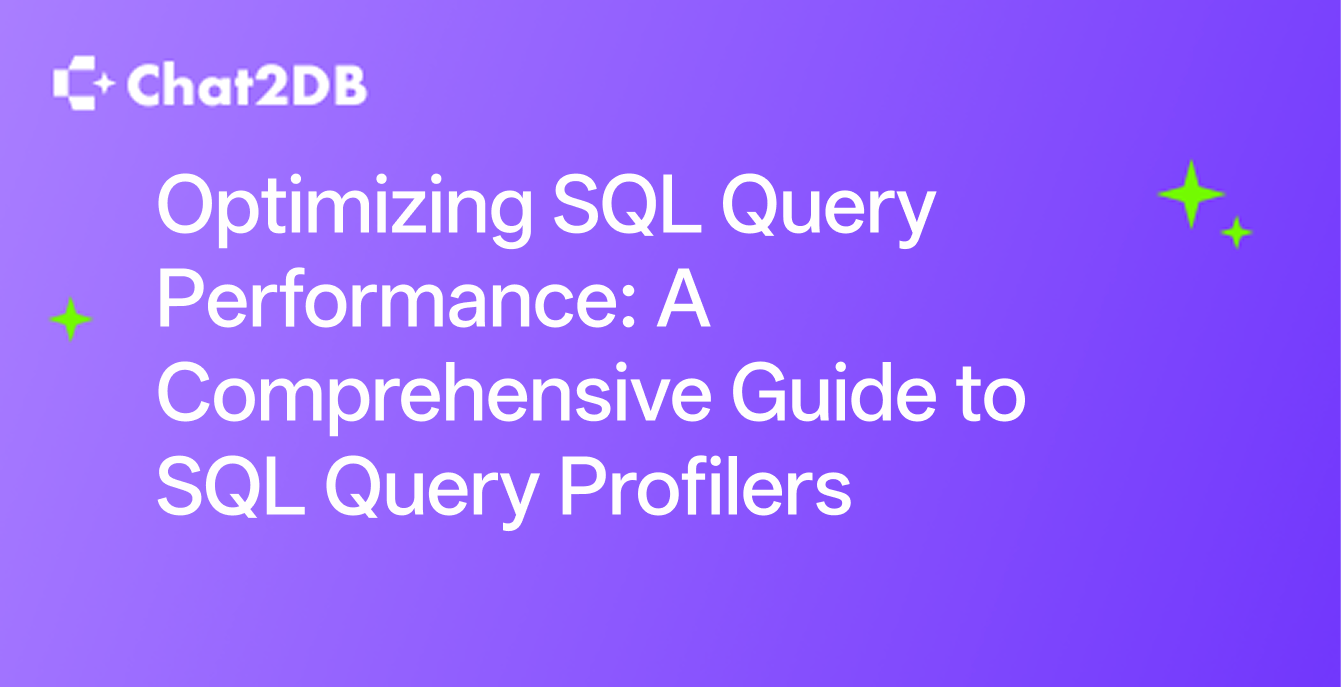 Chat2DB
Optimizing SQL Query
Performance: A
Comprehensive Guide to
SQL Query Profilers